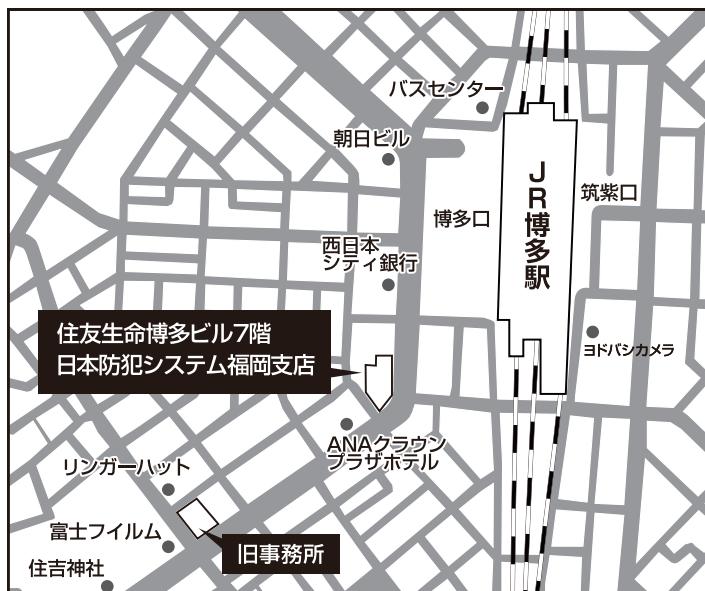 バスセンター
朝日ビル
JR博多駅
筑紫口
博多口
西日本
シティ銀行
住友生命博多ビル7階
日本防犯システム福岡支店
ヨドバシカメラ
ANAクラウン
プラザホテル
リンガーハット
富士フイルム
旧事務所
住吉神社